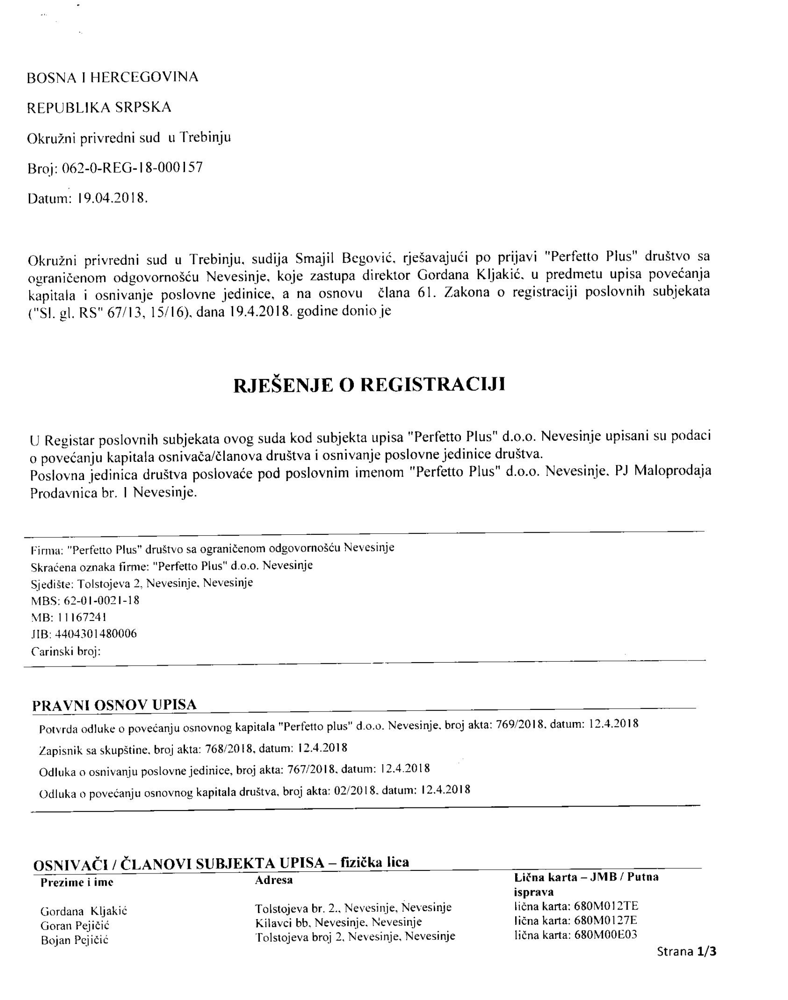 BOSNA I HERCEGOVINA
REPUBLIKA SRPSKA
Okružni privredni sud u Trebinju
Broj: 062-0-REG-18-000157
Datum: 19.04.2018.
Okružni privredni sud u Trebinju, sudija Smajil Begović, rješavajući po prijavi "Perfetto Plus" društvo sa
ograničenom odgovornošću Nevesinje, koje zastupa direktor Gordana Kljakić, u predmetu upisa povećanja
kapitala i osnivanje poslovne jedinice, a na osnovu člana 61. Zakona o registraciji poslovnih subjekata
("Sl. gl. RS" 67/13, 15/16), dana 19.4.2018. godine donio je
RJEŠENJE O REGISTRACIJI
U Registar poslovnih subjekata ovog suda kod subjekta upisa "Perfetto Plus" d.o.o. Nevesinje upisani su podaci
o povećanju kapitala osnivača/članova društva i osnivanje poslovne jedinice društva.
Poslovna jedinica društva poslovaće pod poslovnim imenom "Perfetto Plus" d.o.o. Nevesinje, PJ Maloprodaja
Prodavnica br. 1 Nevesinje.
Firma: "Perfetto Plus" društvo sa ograničenom odgovornošću Nevesinje
Skraćena oznaka firme: "Perfetto Plus" d.o.o. Nevesinje
Sjedište: Tolstojeva 2, Nevesinje, Nevesinje
MBS: 62-01-0021-18
MB: 11167241
JIB: 4404301480006
Carinski broj:
PRAVNI OSNOV UPISA
Potvrda odluke o povećanju osnovnog kapitala "Perfetto plus" d.o.o. Nevesinje, broj akta: 769/2018, datum: 12.4.2018
Zapisnik sa skupštine, broj akta: 768/2018, datum: 12.4.2018
Odluka o osnivanju poslovne jedinice, broj akta: 767/2018, datum: 12.4.2018
Odluka o povećanju osnovnog kapitala društva, broj akta: 02/2018, datum: 12.4.2018
OSNIVAČI / ČLANOVI SUBJEKTA UPISA – fizička lica
Prezime i ime Adresa Lična karta – JMB / Putna
isprava
Gordana Kljakić Tolstojeva br. 2., Nevesinje, Nevesinje lična karta: 680M012TE
Goran Pejičić Kilavci bb, Nevesinje, Nevesinje lična karta: 680M0127E
Bojan Pejičić Tolstojeva broj 2, Nevesinje, Nevesinje lična karta: 680M00E03
Strana 1/3